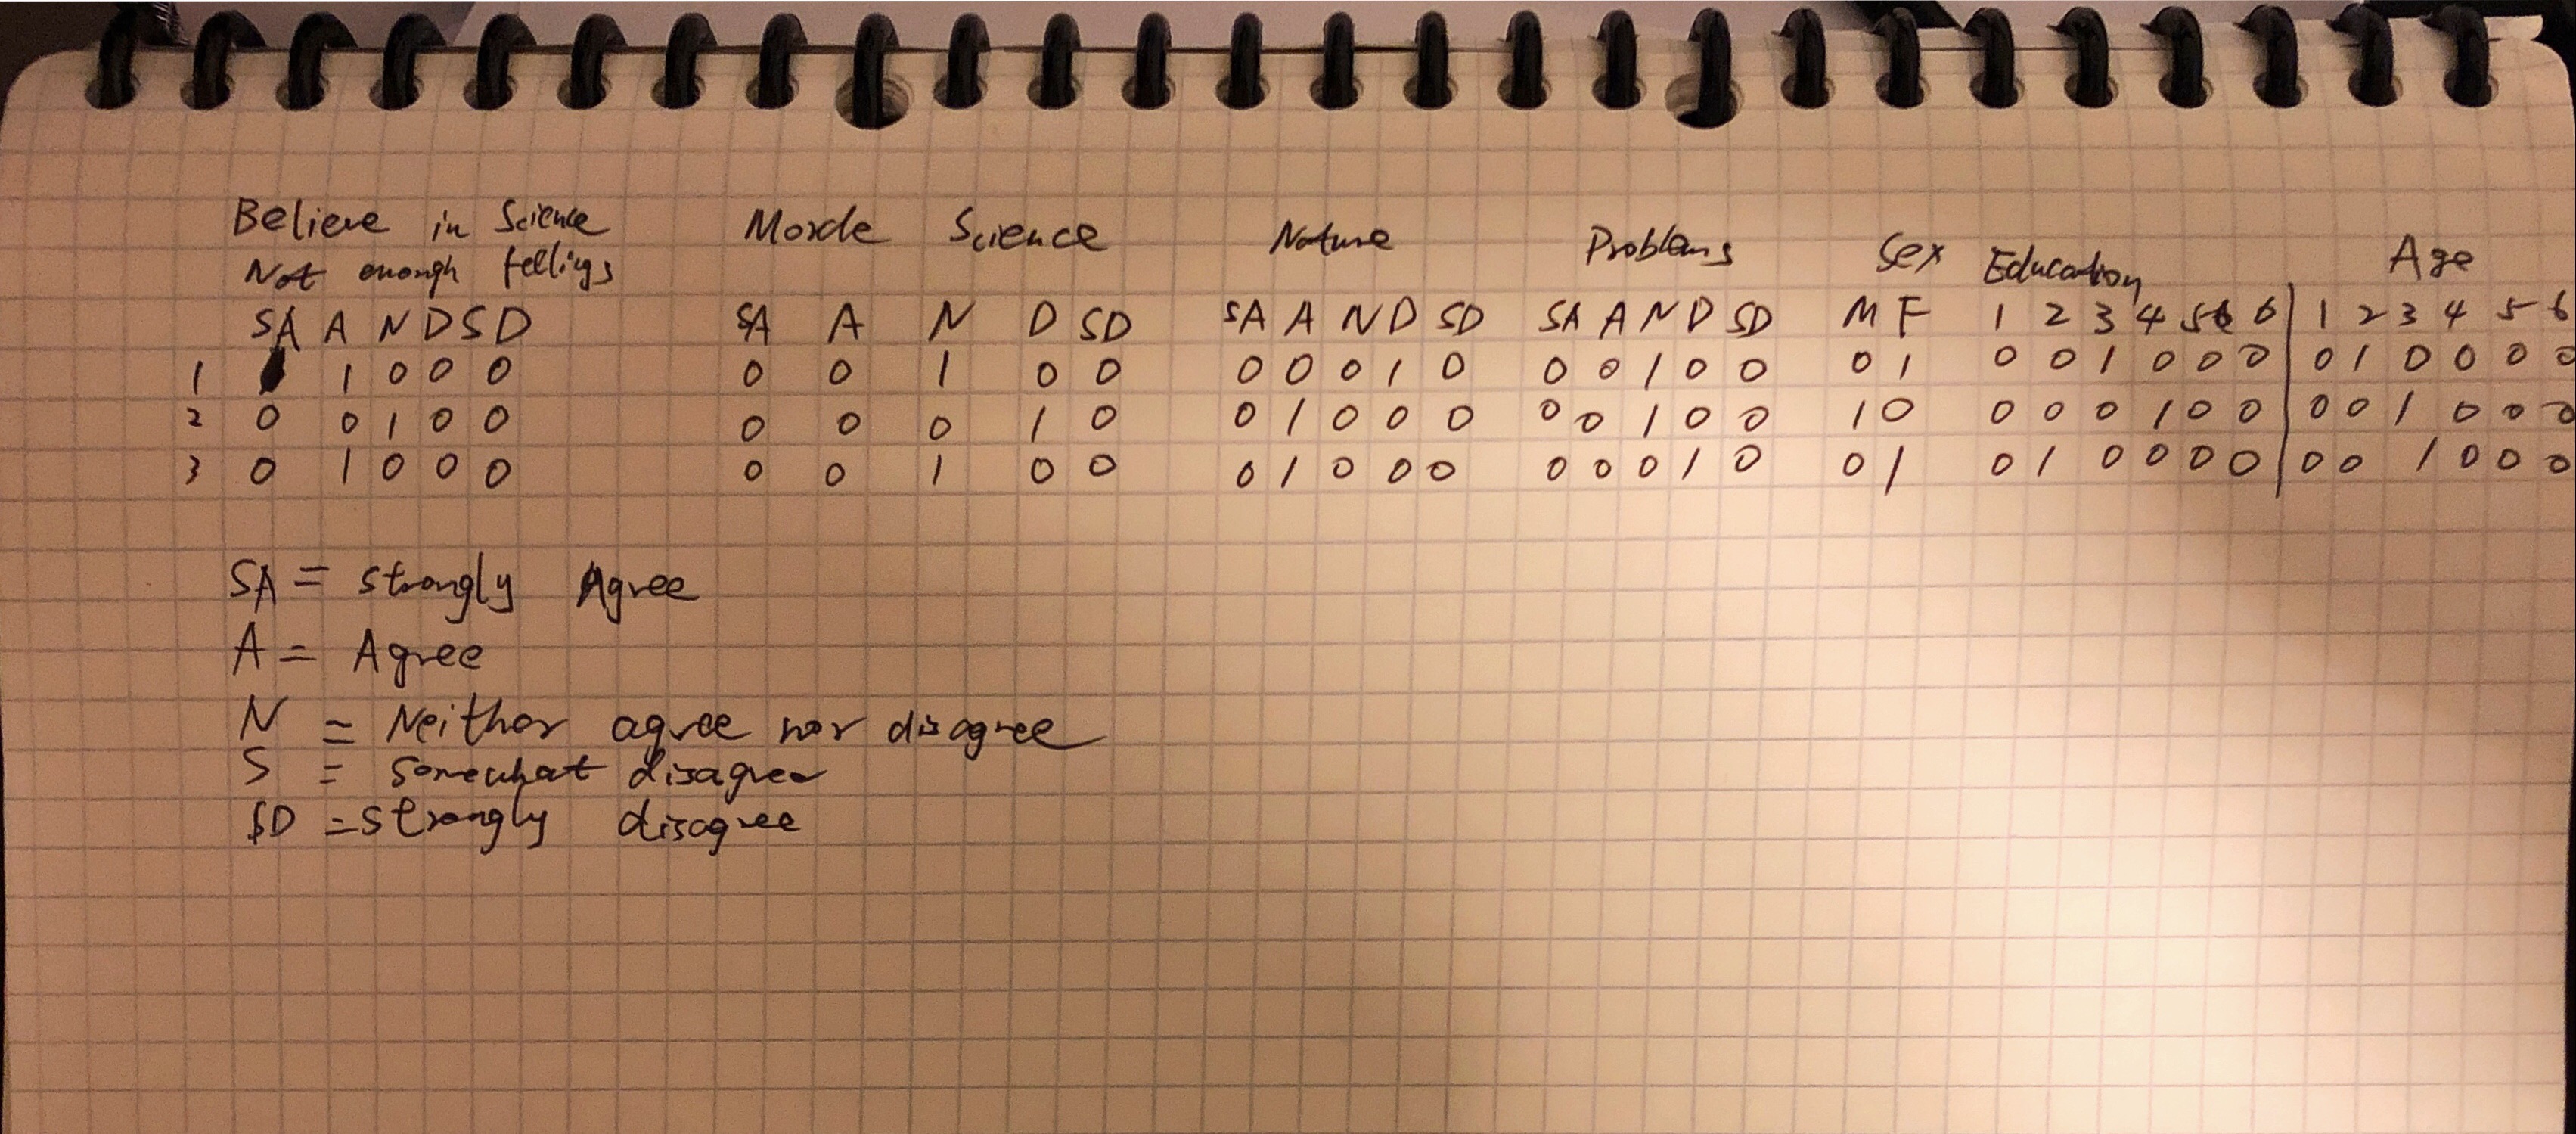 Believe in Science Morde Science Nature Problems Sex Education Age
Not enough fellings
SA A N D SD SA A N D SD SA A N D SD SA A N D SD M F 1 2 3 4 5 6 1 2 3 4 5 6
1 1 0 0 0 0 0 1 0 0 0 0 0 1 0 0 0 1 0 0 0 1 0 0 1 0 0 0 0 1 0 0 0 0
2 0 0 1 0 0 0 0 0 1 0 0 1 0 0 0 0 0 1 0 0 1 0 0 0 0 1 0 0 0 0 1 0 0 0
3 0 1 0 0 0 0 0 1 0 0 0 1 0 0 0 0 0 0 1 0 0 1 0 1 0 0 0 0 0 0 1 0 0 0
SA = strongly Agree
A = Agree
N = Neither agree nor disagree
S = Somewhat disagree
SD = strongly disagree